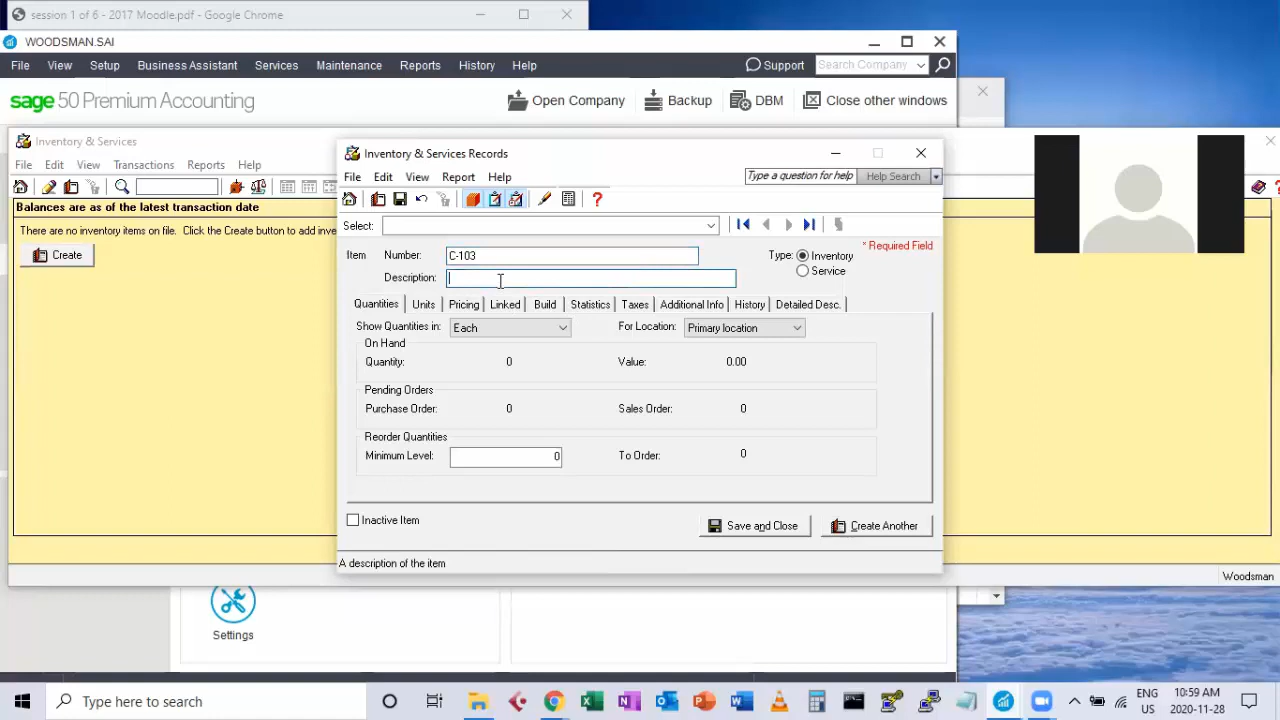 session 1 of 6 - 2017 Moodle.pdf - Google Chrome
WOODSMAN.SAI
File View Setup Business Assistant Services Maintenance Reports History Help Support Search Company
sage 50 Premium Accounting Open Company Backup DBM Close other windows
Inventory & Services
File Edit View Transactions Reports Help
Balances are as of the latest transaction date
There are no inventory items on file. Click the Create button to add inve
Create
Inventory & Services Records
File Edit View Report Help Type a question for help Help Search
Select:
* Required Field
Item Number: C-103 Type: Inventory
Description: Service
Quantities Units Pricing Linked Build Statistics Taxes Additional Info History Detailed Desc.
Show Quantities in: Each For Location: Primary location
On Hand
Quantity: 0 Value: 0.00
Pending Orders
Purchase Order: 0 Sales Order: 0
Reorder Quantities
Minimum Level: 0 To Order: 0
Inactive Item Save and Close Create Another
A description of the item
Woodsman
Settings
Type here to search
ENG
US
10:59 AM
2020-11-28